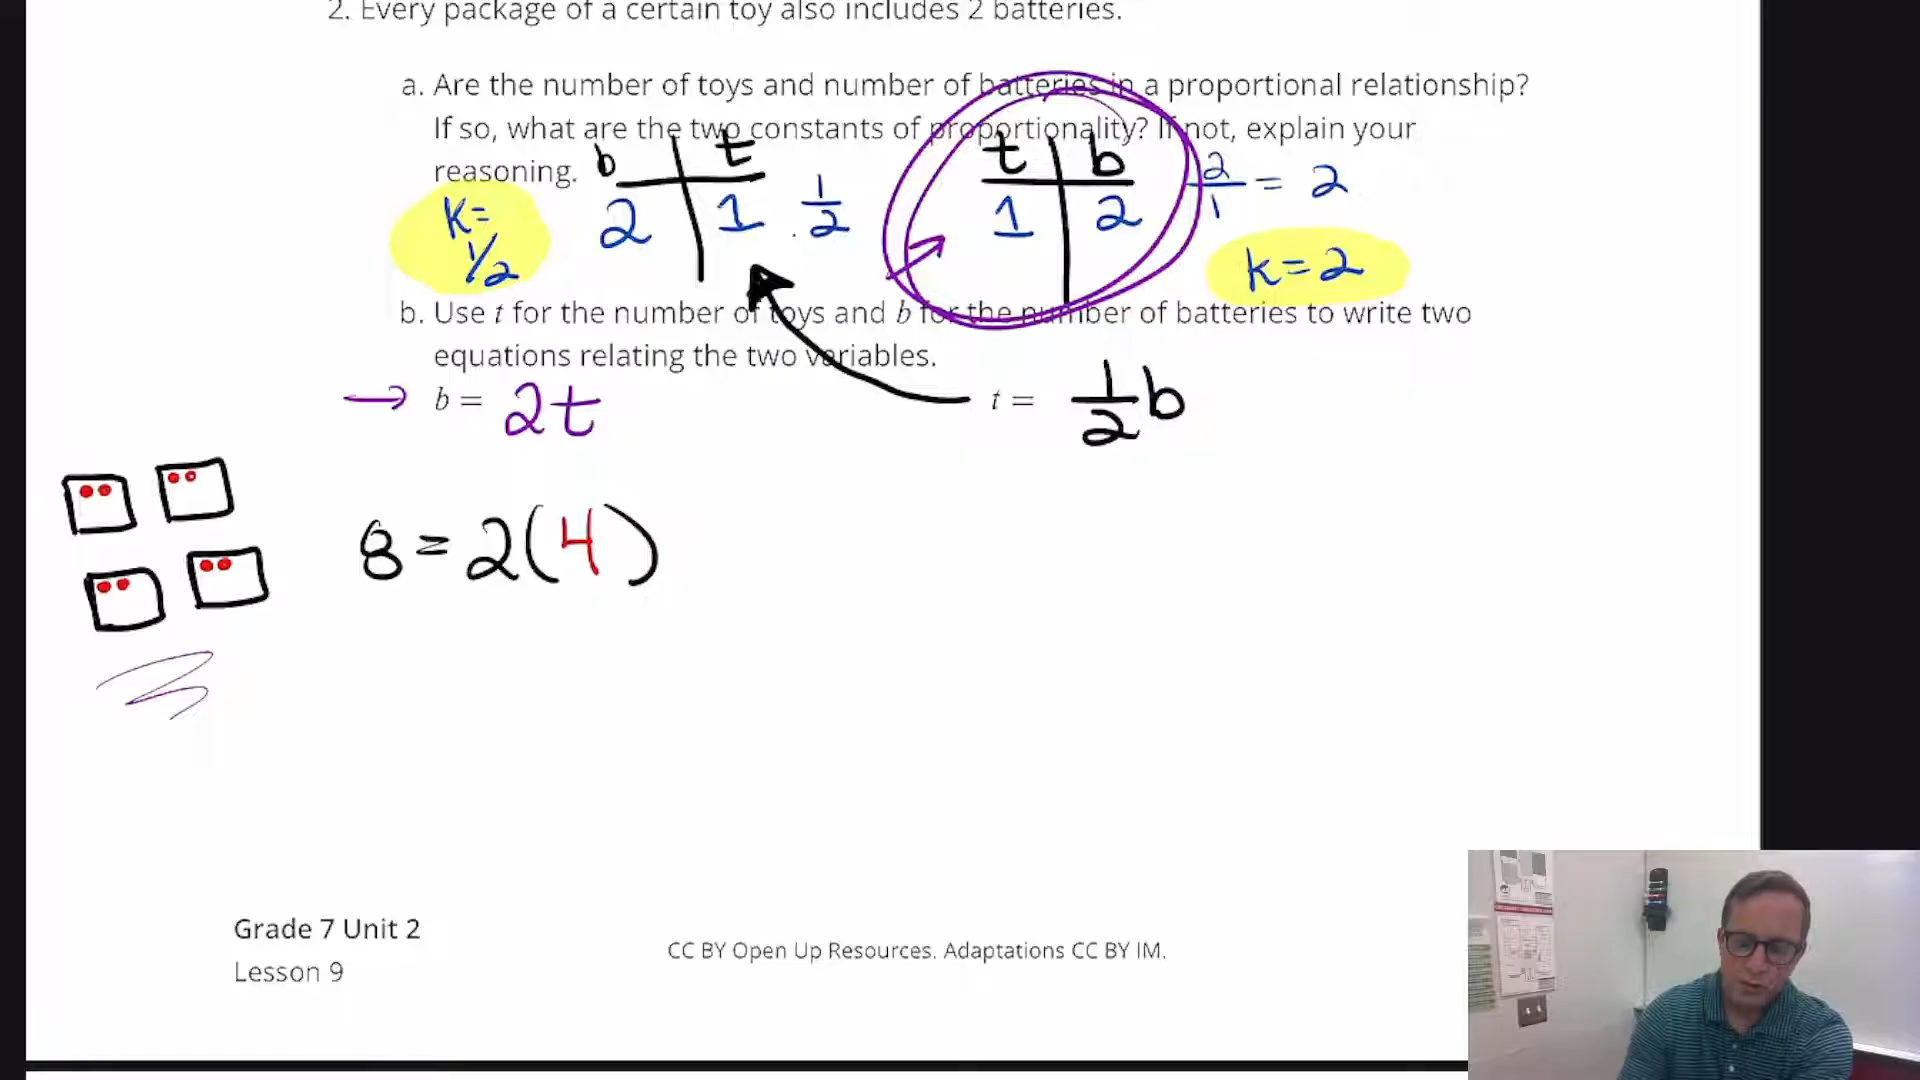 2. Every package of a certain toy also includes 2 batteries.
a. Are the number of toys and number of batteries in a proportional relationship?
If so, what are the two constants of proportionality? If not, explain your
reasoning.
b t
2 1 1/2
K=
1/2
t b
1 2
2/1 = 2
k=2
b. Use t for the number of toys and b for the number of batteries to write two
equations relating the two variables.
→ b = 2t
t = 1/2 b
8 = 2(4)
Grade 7 Unit 2
Lesson 9
CC BY Open Up Resources. Adaptations CC BY IM.